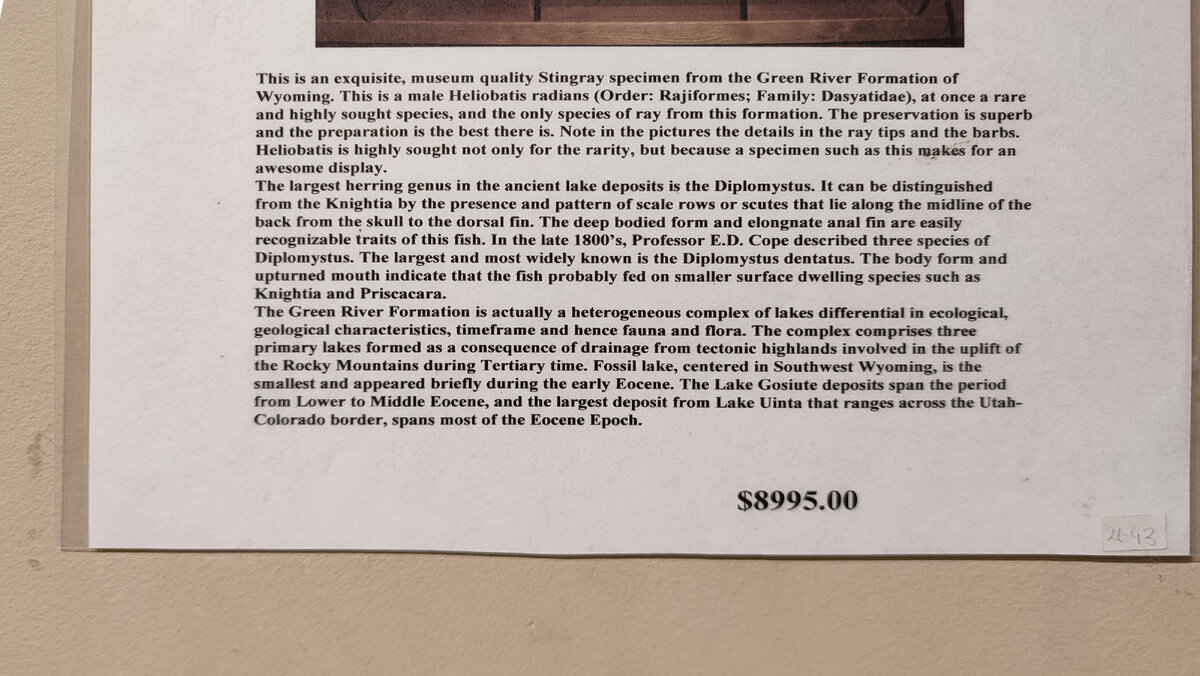 This is an exquisite, museum quality Stingray specimen from the Green River Formation of
Wyoming. This is a male Heliobatis radians (Order: Rajiformes; Family: Dasyatidae), at once a rare
and highly sought species, and the only species of ray from this formation. The preservation is superb
and the preparation is the best there is. Note in the pictures the details in the ray tips and the barbs.
Heliobatis is highly sought not only for the rarity, but because a specimen such as this makes for an
awesome display.
The largest herring genus in the ancient lake deposits is the Diplomystus. It can be distinguished
from the Knightia by the presence and pattern of scale rows or scutes that lie along the midline of the
back from the skull to the dorsal fin. The deep bodied form and elongnate anal fin are easily
recognizable traits of this fish. In the late 1800's, Professor E.D. Cope described three species of
Diplomystus. The largest and most widely known is the Diplomystus dentatus. The body form and
upturned mouth indicate that the fish probably fed on smaller surface dwelling species such as
Knightia and Priscacara.
The Green River Formation is actually a heterogeneous complex of lakes differential in ecological,
geological characteristics, timeframe and hence fauna and flora. The complex comprises three
primary lakes formed as a consequence of drainage from tectonic highlands involved in the uplift of
the Rocky Mountains during Tertiary time. Fossil lake, centered in Southwest Wyoming, is the
smallest and appeared briefly during the early Eocene. The Lake Gosiute deposits span the period
from Lower to Middle Eocene, and the largest deposit from Lake Uinta that ranges across the Utah-
Colorado border, spans most of the Eocene Epoch.
$8995.00